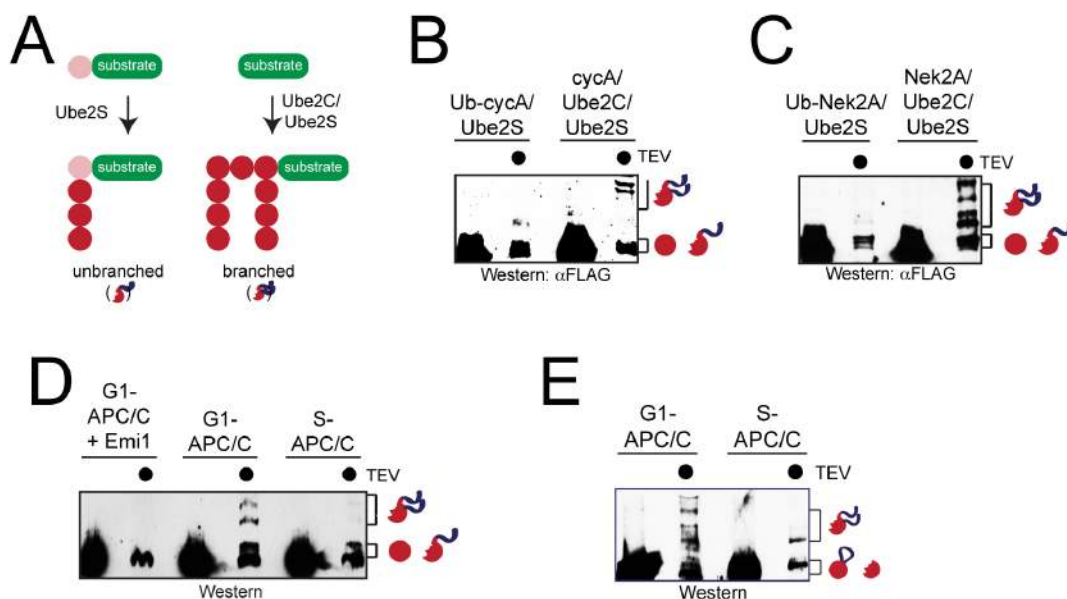 A
substrate
substrate
Ube2S
Ube2C/
Ube2S
substrate
substrate
unbranched
branched
(
)
(
)
B
Ub-cycA/
Ube2S
cycA/
Ube2C/
Ube2S
TEV
Western: αFLAG
C
Ub-Nek2A/
Ube2S
Nek2A/
Ube2C/
Ube2S
TEV
Western: αFLAG
D
G1-
APC/C
+ Emi1
G1-
APC/C
S-
APC/C
TEV
Western
E
G1-
APC/C
S-
APC/C
TEV
Western